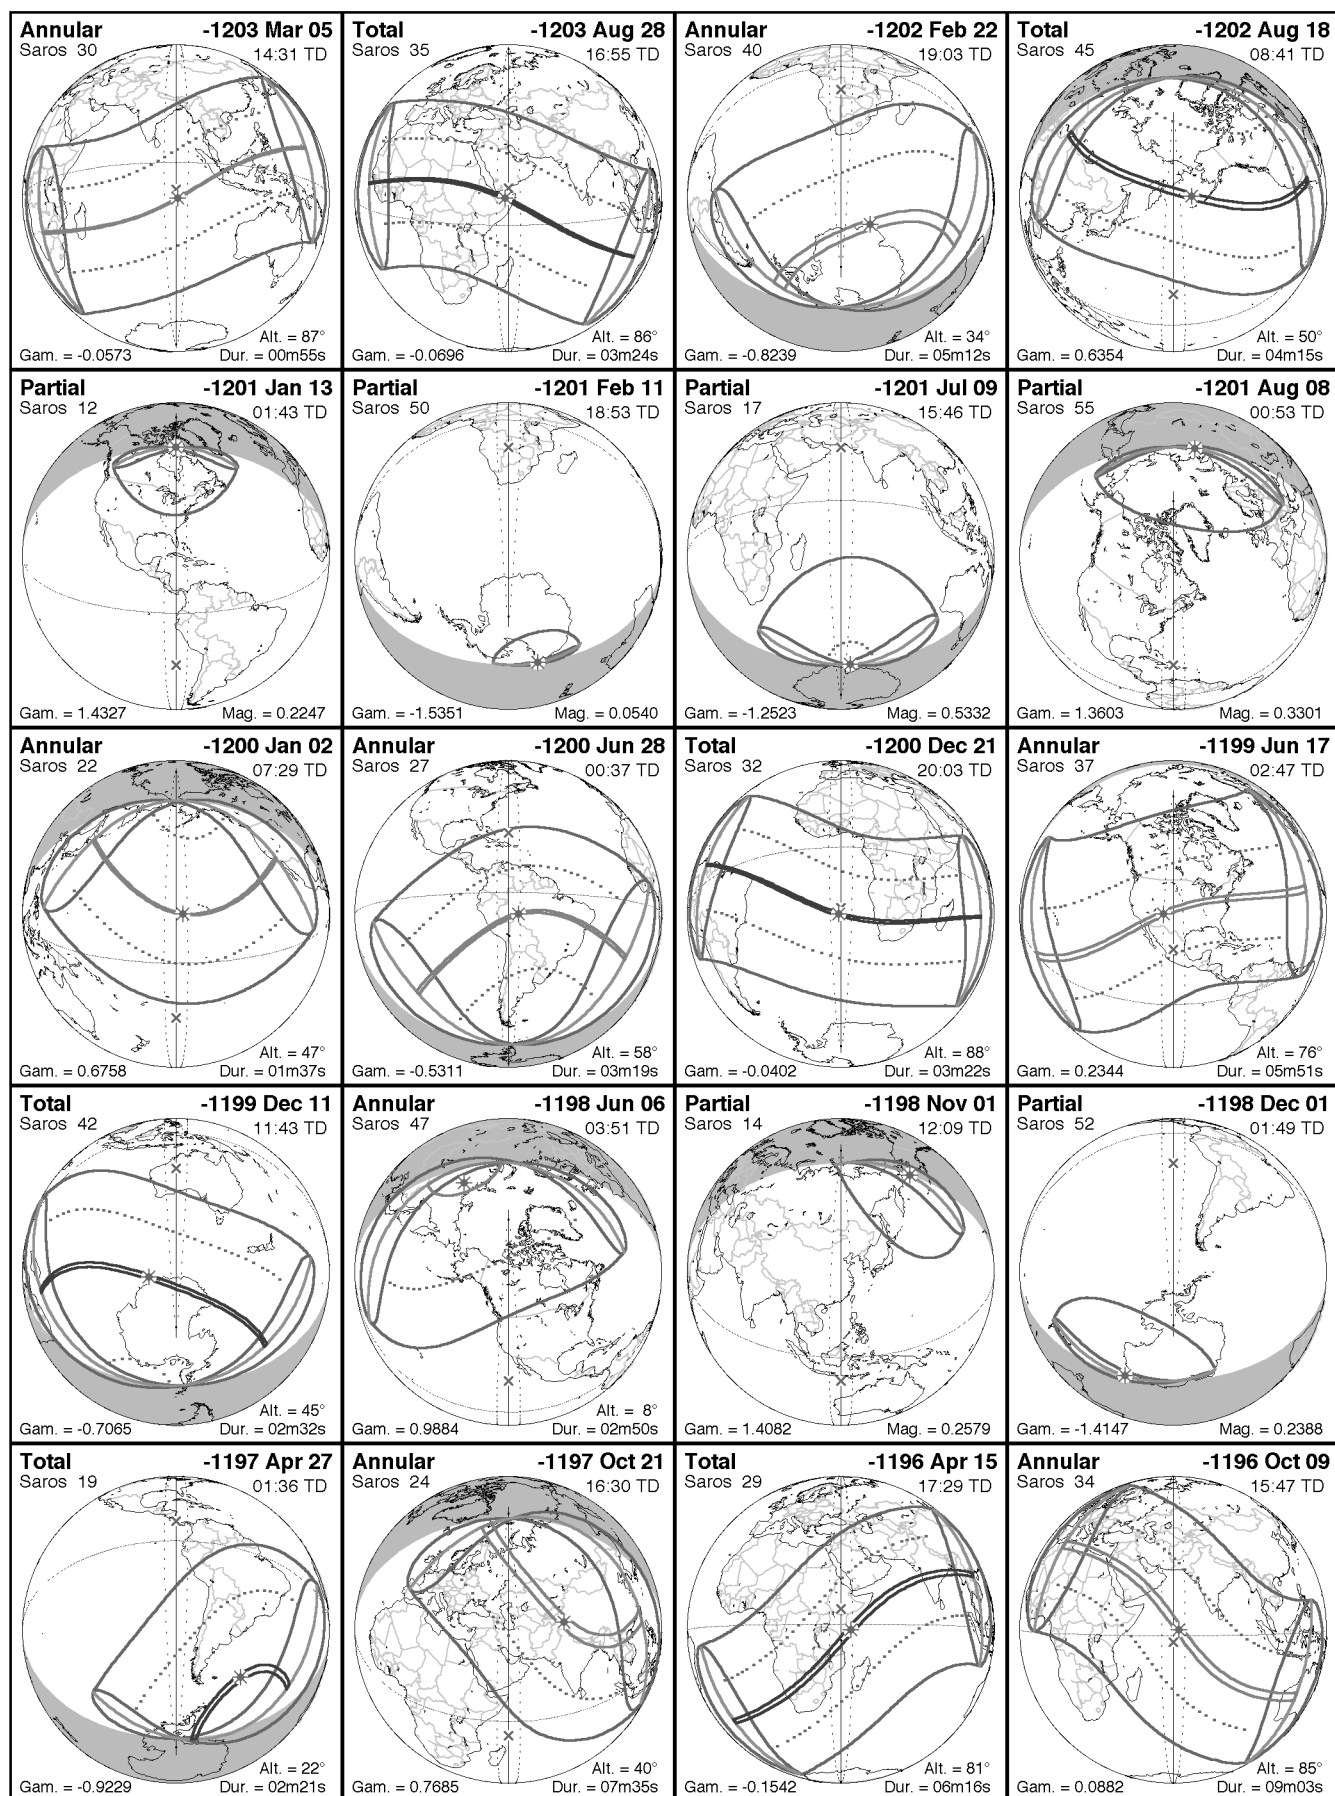 Annular -1203 Mar 05
Saros 30 14:31 TD
Alt. = 87°
Gam. = -0.0573 Dur. = 00m55s
Total -1203 Aug 28
Saros 35 16:55 TD
Alt. = 86°
Gam. = -0.0696 Dur. = 03m24s
Annular -1202 Feb 22
Saros 40 19:03 TD
Alt. = 34°
Gam. = -0.8239 Dur. = 05m12s
Total -1202 Aug 18
Saros 45 08:41 TD
Alt. = 50°
Gam. = 0.6354 Dur. = 04m15s
Partial -1201 Jan 13
Saros 12 01:43 TD
Gam. = 1.4327 Mag. = 0.2247
Partial -1201 Feb 11
Saros 50 18:53 TD
Gam. = -1.5351 Mag. = 0.0540
Partial -1201 Jul 09
Saros 17 15:46 TD
Gam. = -1.2523 Mag. = 0.5332
Partial -1201 Aug 08
Saros 55 00:53 TD
Gam. = 1.3603 Mag. = 0.3301
Annular -1200 Jan 02
Saros 22 07:29 TD
Alt. = 47°
Gam. = 0.6758 Dur. = 01m37s
Annular -1200 Jun 28
Saros 27 00:37 TD
Alt. = 58°
Gam. = -0.5311 Dur. = 03m19s
Total -1200 Dec 21
Saros 32 20:03 TD
Alt. = 88°
Gam. = -0.0402 Dur. = 03m22s
Annular -1199 Jun 17
Saros 37 02:47 TD
Alt. = 76°
Gam. = 0.2344 Dur. = 05m51s
Total -1199 Dec 11
Saros 42 11:43 TD
Alt. = 45°
Gam. = -0.7065 Dur. = 02m32s
Annular -1198 Jun 06
Saros 47 03:51 TD
Alt. = 8°
Gam. = 0.9884 Dur. = 02m50s
Partial -1198 Nov 01
Saros 14 12:09 TD
Gam. = 1.4082 Mag. = 0.2579
Partial -1198 Dec 01
Saros 52 01:49 TD
Gam. = -1.4147 Mag. = 0.2388
Total -1197 Apr 27
Saros 19 01:36 TD
Alt. = 22°
Gam. = -0.9229 Dur. = 02m21s
Annular -1197 Oct 21
Saros 24 16:30 TD
Alt. = 40°
Gam. = 0.7685 Dur. = 07m35s
Total -1196 Apr 15
Saros 29 17:29 TD
Alt. = 81°
Gam. = -0.1542 Dur. = 06m16s
Annular -1196 Oct 09
Saros 34 15:47 TD
Alt. = 85°
Gam. = 0.0882 Dur. = 09m03s